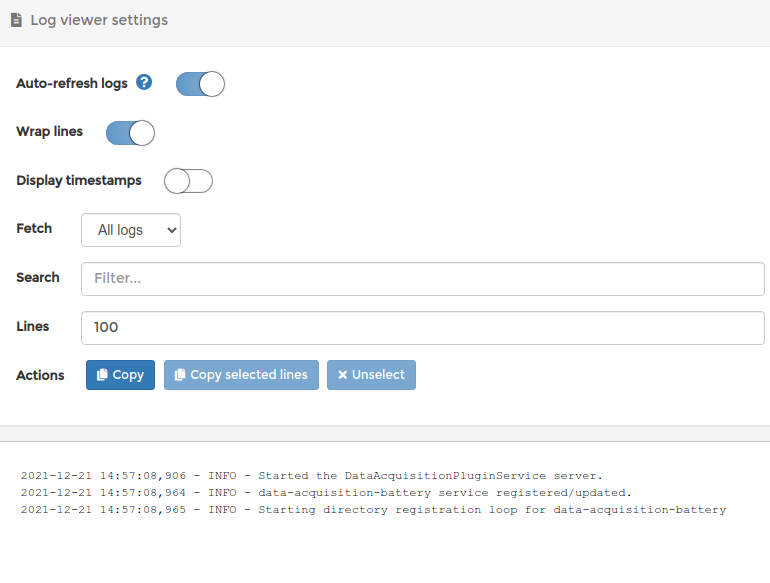 Log viewer settings
Auto-refresh logs ?
Wrap lines
Display timestamps
Fetch All logs
Search Filter...
Lines 100
Actions Copy Copy selected lines Unselect
2021-12-21 14:57:08,906 - INFO - Started the DataAcquisitionPluginService server.
2021-12-21 14:57:08,964 - INFO - data-acquisition-battery service registered/updated.
2021-12-21 14:57:08,965 - INFO - Starting directory registration loop for data-acquisition-battery